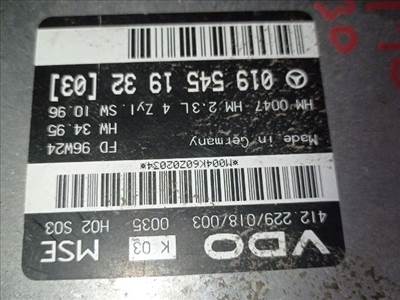 VDO K 03 MSE
412.229/018/003 0035 H02 S03
*M004K60Z02034*
Made in Germany FD 96W24
HW 34.95
HM 0047 HM 2.3L 4 Zyl. SW 10.96
019 545 19 32 [03]